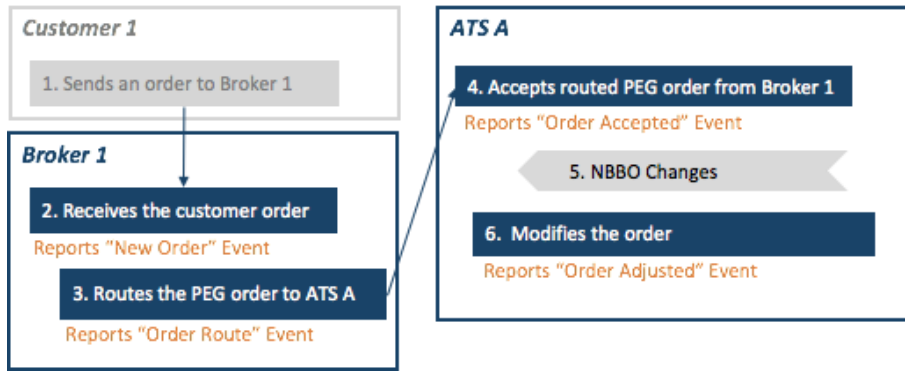 Customer 1
1. Sends an order to Broker 1
Broker 1
2. Receives the customer order
Reports "New Order" Event
3. Routes the PEG order to ATS A
Reports "Order Route" Event
ATS A
4. Accepts routed PEG order from Broker 1
Reports "Order Accepted" Event
5. NBBO Changes
6. Modifies the order
Reports "Order Adjusted" Event